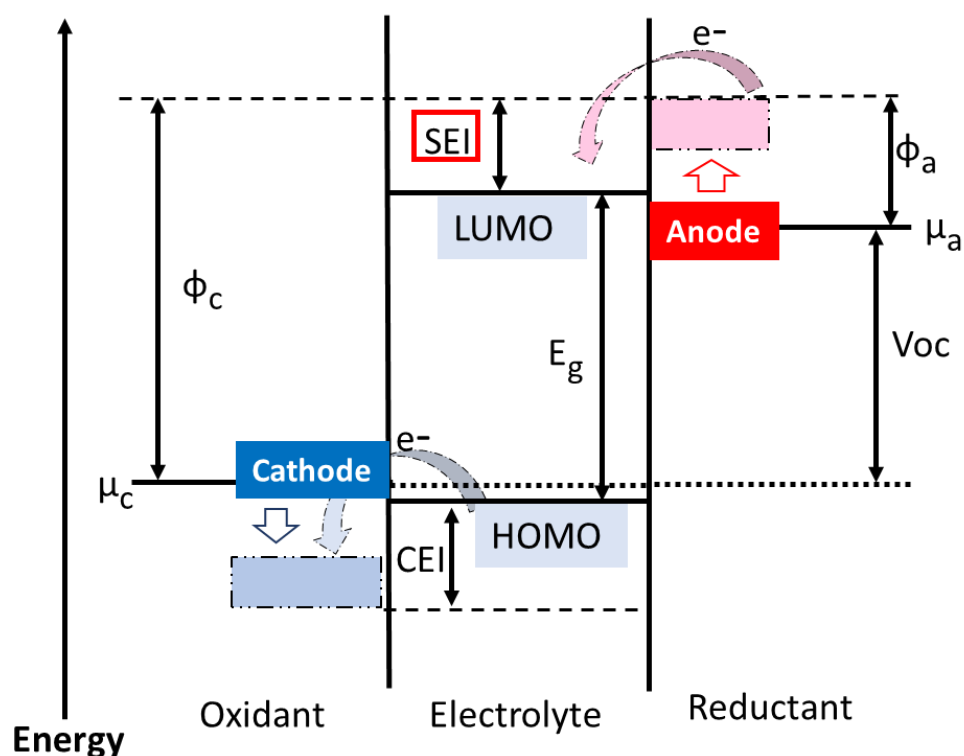 e-
SEI
ϕa
LUMO
Anode
μa
ϕc
Eg
Voc
e-
Cathode
μc
HOMO
CEI
Oxidant
Electrolyte
Reductant
Energy